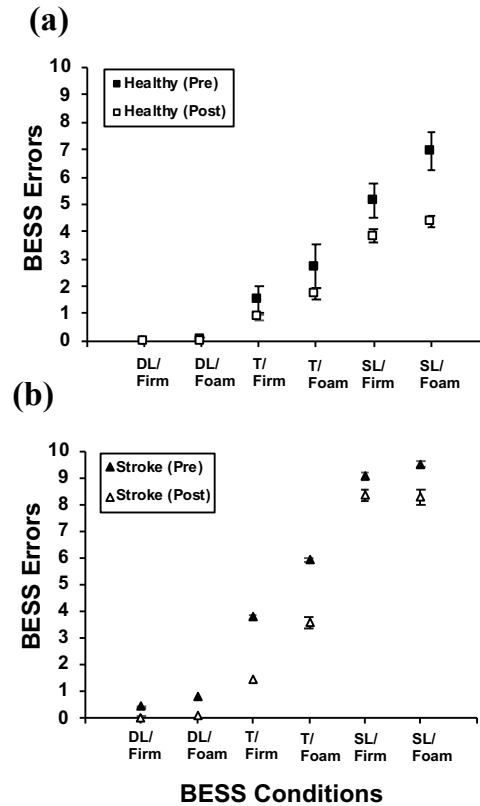 (a)
Healthy (Pre)
Healthy (Post)
BESS Errors
10
9
8
7
6
5
4
3
2
1
0
DL/ DL/ T/ T/ SL/ SL/
Firm Foam Firm Foam Firm Foam
(b)
Stroke (Pre)
Stroke (Post)
BESS Errors
10
9
8
7
6
5
4
3
2
1
0
DL/ DL/ T/ T/ SL/ SL/
Firm Foam Firm Foam Firm Foam
BESS Conditions